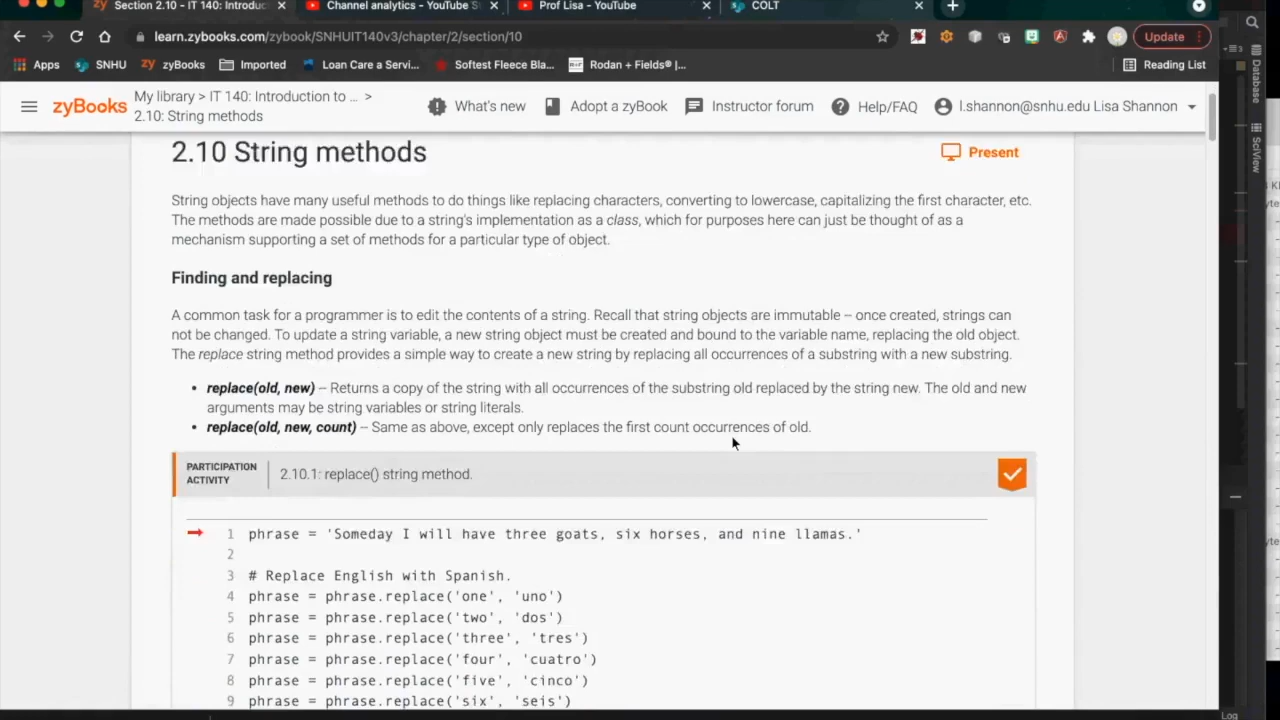 Section 2.10 - IT 140: Introduc
Channel analytics - YouTube S
Prof Lisa - YouTube
COLT
learn.zybooks.com/zybook/SNHUIT140v3/chapter/2/section/10
Update
Apps
SNHU
zyBooks
Imported
Loan Care a Servi...
Softest Fleece Bla...
Rodan + Fields® |...
Reading List
Database
SciView
zyBooks
My library > IT 140: Introduction to ... >
2.10: String methods
What's new
Adopt a zyBook
Instructor forum
Help/FAQ
l.shannon@snhu.edu Lisa Shannon
2.10 String methods
Present
String objects have many useful methods to do things like replacing characters, converting to lowercase, capitalizing the first character, etc.
The methods are made possible due to a string's implementation as a class, which for purposes here can just be thought of as a
mechanism supporting a set of methods for a particular type of object.
Finding and replacing
A common task for a programmer is to edit the contents of a string. Recall that string objects are immutable – once created, strings can
not be changed. To update a string variable, a new string object must be created and bound to the variable name, replacing the old object.
The replace string method provides a simple way to create a new string by replacing all occurrences of a substring with a new substring.
• replace(old, new) – Returns a copy of the string with all occurrences of the substring old replaced by the string new. The old and new
arguments may be string variables or string literals.
• replace(old, new, count) – Same as above, except only replaces the first count occurrences of old.
PARTICIPATION
ACTIVITY
2.10.1: replace() string method.
1 phrase = 'Someday I will have three goats, six horses, and nine llamas.'
2
3 # Replace English with Spanish.
4 phrase = phrase.replace('one', 'uno')
5 phrase = phrase.replace('two', 'dos')
6 phrase = phrase.replace('three', 'tres')
7 phrase = phrase.replace('four', 'cuatro')
8 phrase = phrase.replace('five', 'cinco')
9 phrase = phrase.replace('six', 'seis')
Log